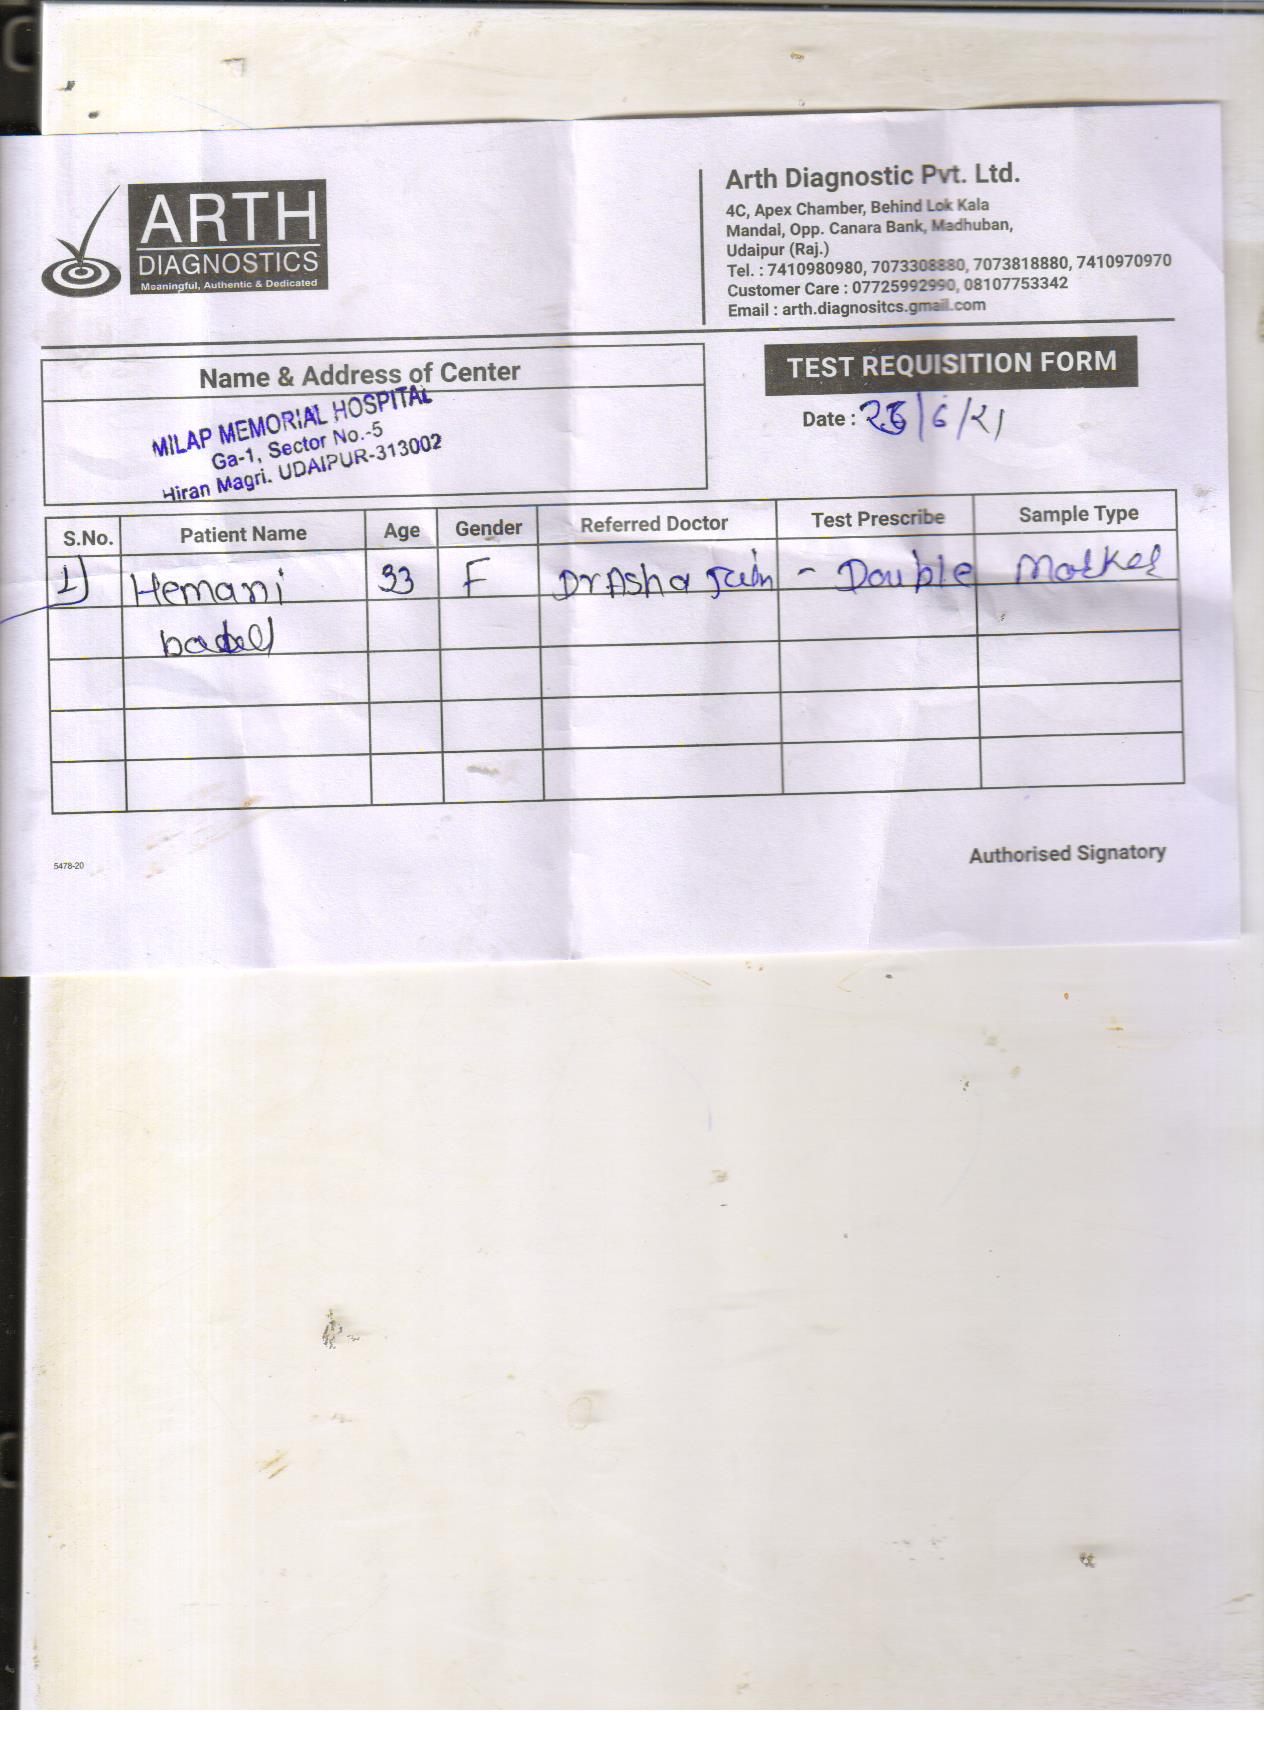 ARTH
DIAGNOSTICS
Meaningful, Authentic & Dedicated
Arth Diagnostic Pvt. Ltd.
4C, Apex Chamber, Behind Lok Kala
Mandal, Opp. Canara Bank, Madhuban,
Udaipur (Raj.)
Tel. : 7410980980, 7073308880, 7073818880, 7410970970
Customer Care : 07725992990, 08107753342
Email : arth.diagnositcs.gmail.com
Name & Address of Center
MILAP MEMORIAL HOSPITAL
Ga-1, Sector No.-5
Hiran Magri. UDAIPUR-313002
TEST REQUISITION FORM
Date : /6/21
S.No. Patient Name Age Gender Referred Doctor Test Prescribe Sample Type
1) Hemani 33 F Dr Asha Jain - Double Marker
5478-20
Authorised Signatory